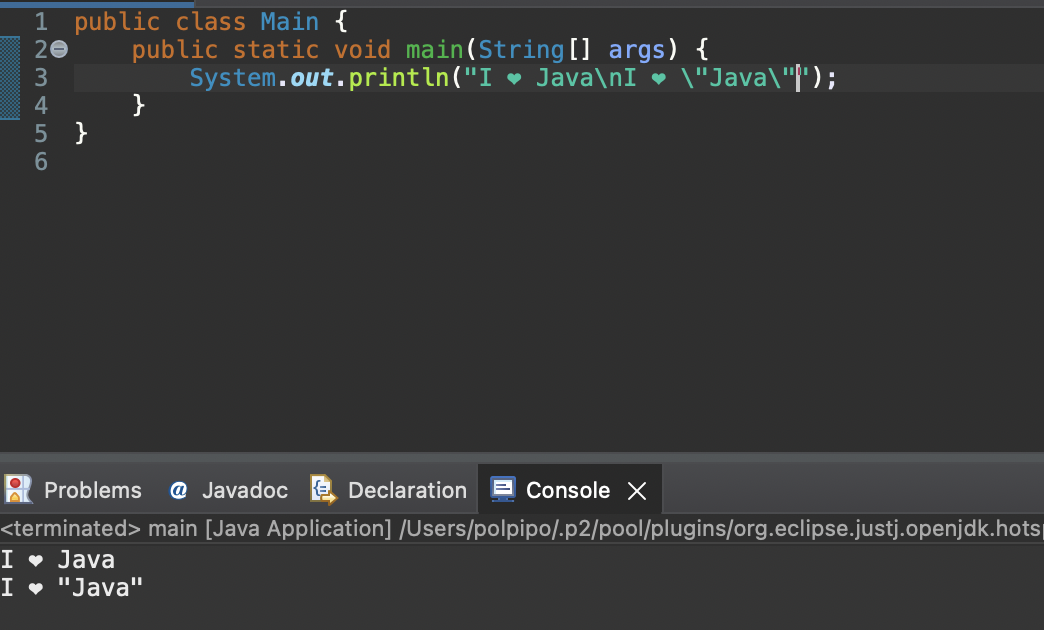 1 public class Main {
2 public static void main(String[] args) {
3 System.out.println("I ❤ Java\nI ❤ \"Java\"");
4 }
5 }
6
Problems @ Javadoc Declaration Console
<terminated> main [Java Application] /Users/polpipo/.p2/pool/plugins/org.eclipse.justj.openjdk.hotsp
I ❤ Java
I ❤ "Java"